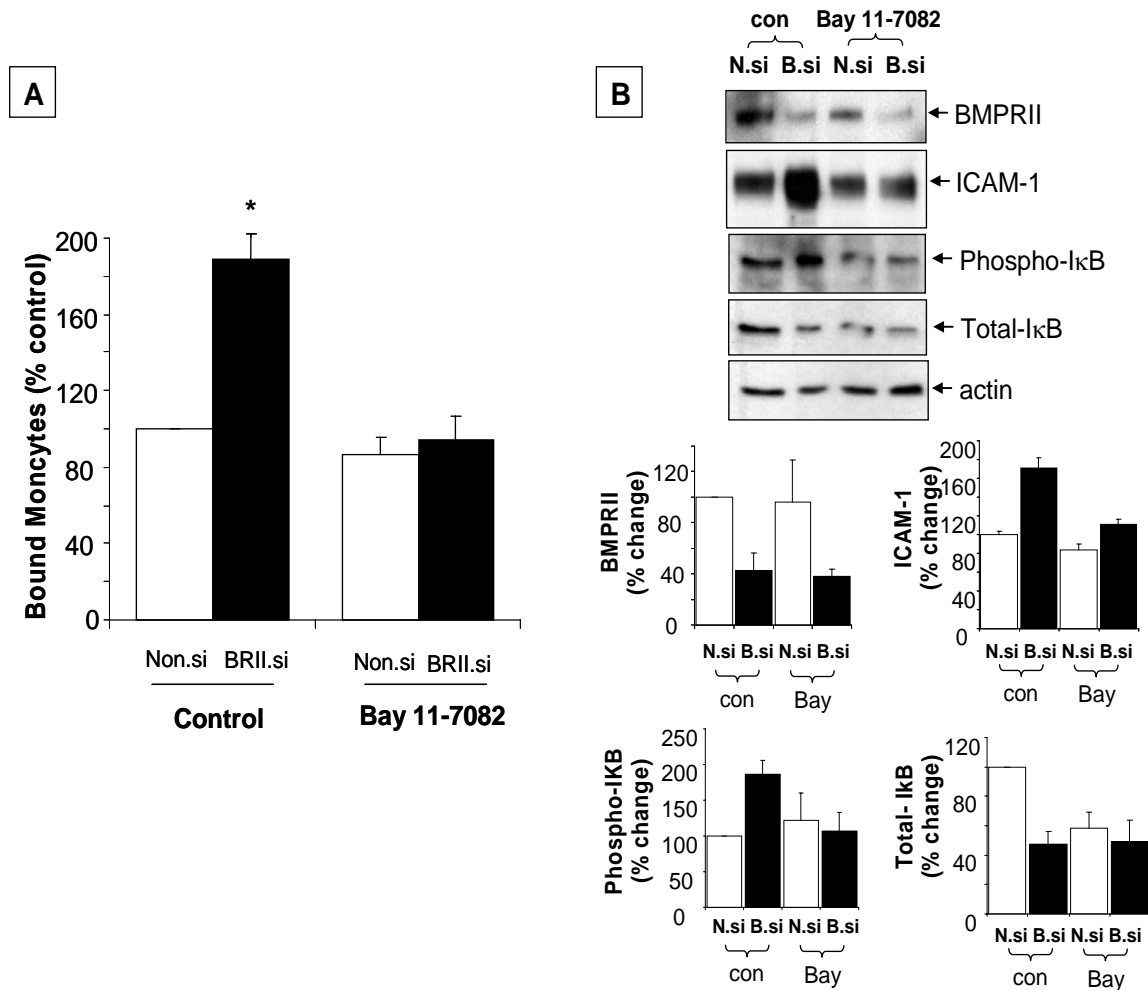 A
*
200
160
120
80
40
0
Bound Moncytes (% control)
Non.si BRII.si Non.si BRII.si
Control Bay 11-7082
B
con Bay 11-7082
N.si B.si N.si B.si
BMPRII
ICAM-1
Phospho-IκB
Total-IκB
actin
BMPRII
(% change)
120
80
40
0
N.si B.si N.si B.si
con Bay
ICAM-1
(% change)
200
160
120
80
40
0
N.si B.si N.si B.si
con Bay
Phospho-IKB
(% change)
250
200
150
100
50
0
N.si B.si N.si B.si
con Bay
Total- IkB
(% change)
120
80
40
0
N.si B.si N.si B.si
con Bay